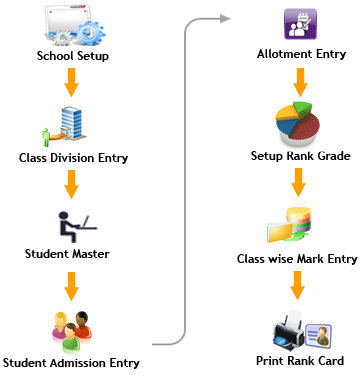 School Setup
Class Division Entry
Student Master
Student Admission Entry
Allotment Entry
Setup Rank Grade
Class wise Mark Entry
Print Rank Card